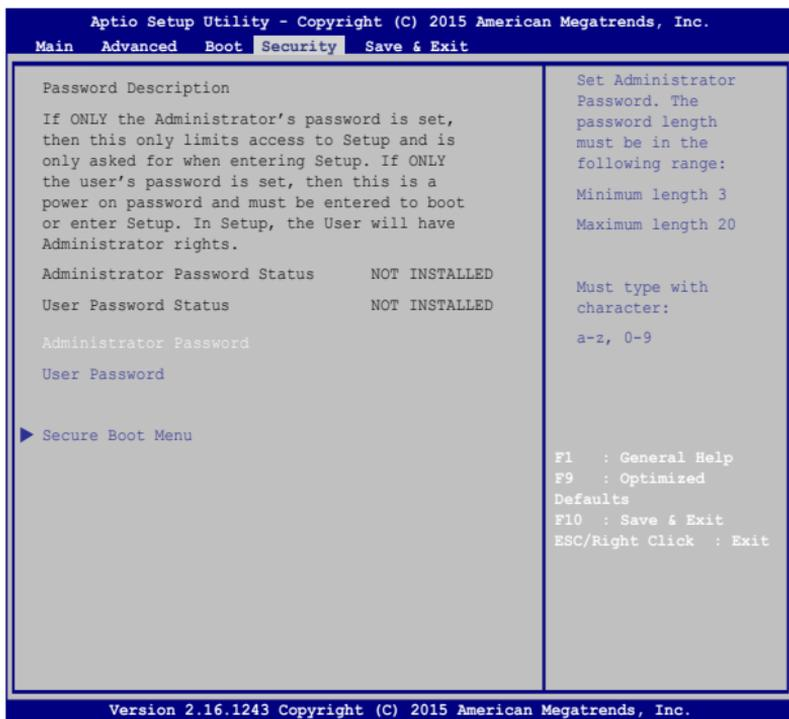 Aptio Setup Utility - Copyright (C) 2015 American Megatrends, Inc.
Main Advanced Boot Security Save & Exit
Password Description
If ONLY the Administrator's password is set,
then this only limits access to Setup and is
only asked for when entering Setup. If ONLY
the user's password is set, then this is a
power on password and must be entered to boot
or enter Setup. In Setup, the User will have
Administrator rights.
Administrator Password Status NOT INSTALLED
User Password Status NOT INSTALLED
Administrator Password
User Password
Secure Boot Menu
Set Administrator
Password. The
password length
must be in the
following range:
Minimum length 3
Maximum length 20
Must type with
character:
a-z, 0-9
F1 : General Help
F9 : Optimized
Defaults
F10 : Save & Exit
ESC/Right Click : Exit
Version 2.16.1243 Copyright (C) 2015 American Megatrends, Inc.